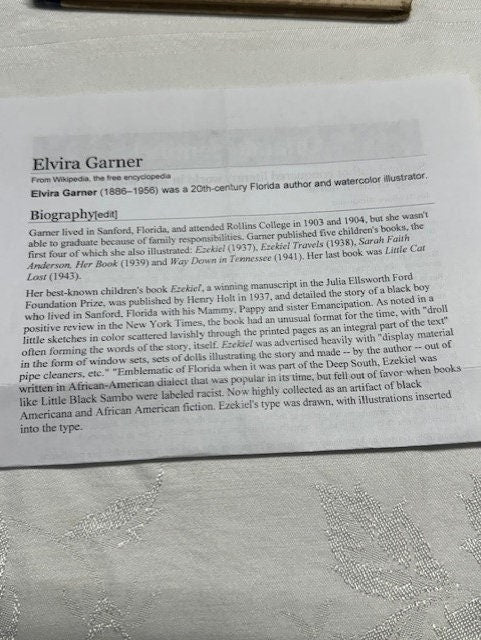 Elvira Garner
From Wikipedia, the free encyclopedia
Elvira Garner (1886–1956) was a 20th-century Florida author and watercolor illustrator.
Biography[edit]
Garner lived in Sanford, Florida, and attended Rollins College in 1903 and 1904, but she wasn't
able to graduate because of family responsibilities. Garner published five children's books, the
first four of which she also illustrated: Ezekiel (1937), Ezekiel Travels (1938), Sarah Faith
Anderson, Her Book (1939) and Way Down in Tennessee (1941). Her last book was Little Cat
Lost (1943).
Her best-known children's book Ezekiel, a winning manuscript in the Julia Ellsworth Ford
Foundation Prize, was published by Henry Holt in 1937, and detailed the story of a black boy
who lived in Sanford, Florida with his Mammy, Pappy and sister Emancipation. As noted in a
positive review in the New York Times, the book had an unusual format for the time, with "droll
little sketches in color scattered lavishly through the printed pages as an integral part of the text"
often forming the words of the story, itself. Ezekiel was advertised heavily with "display material
in the form of window sets, sets of dolls illustrating the story and made -- by the author -- out of
pipe cleaners, etc." "Emblematic of Florida when it was part of the Deep South, Ezekiel was
written in African-American dialect that was popular in its time, but fell out of favor when books
like Little Black Sambo were labeled racist. Now highly collected as an artifact of black
Americana and African American fiction. Ezekiel's type was drawn, with illustrations inserted
into the type.